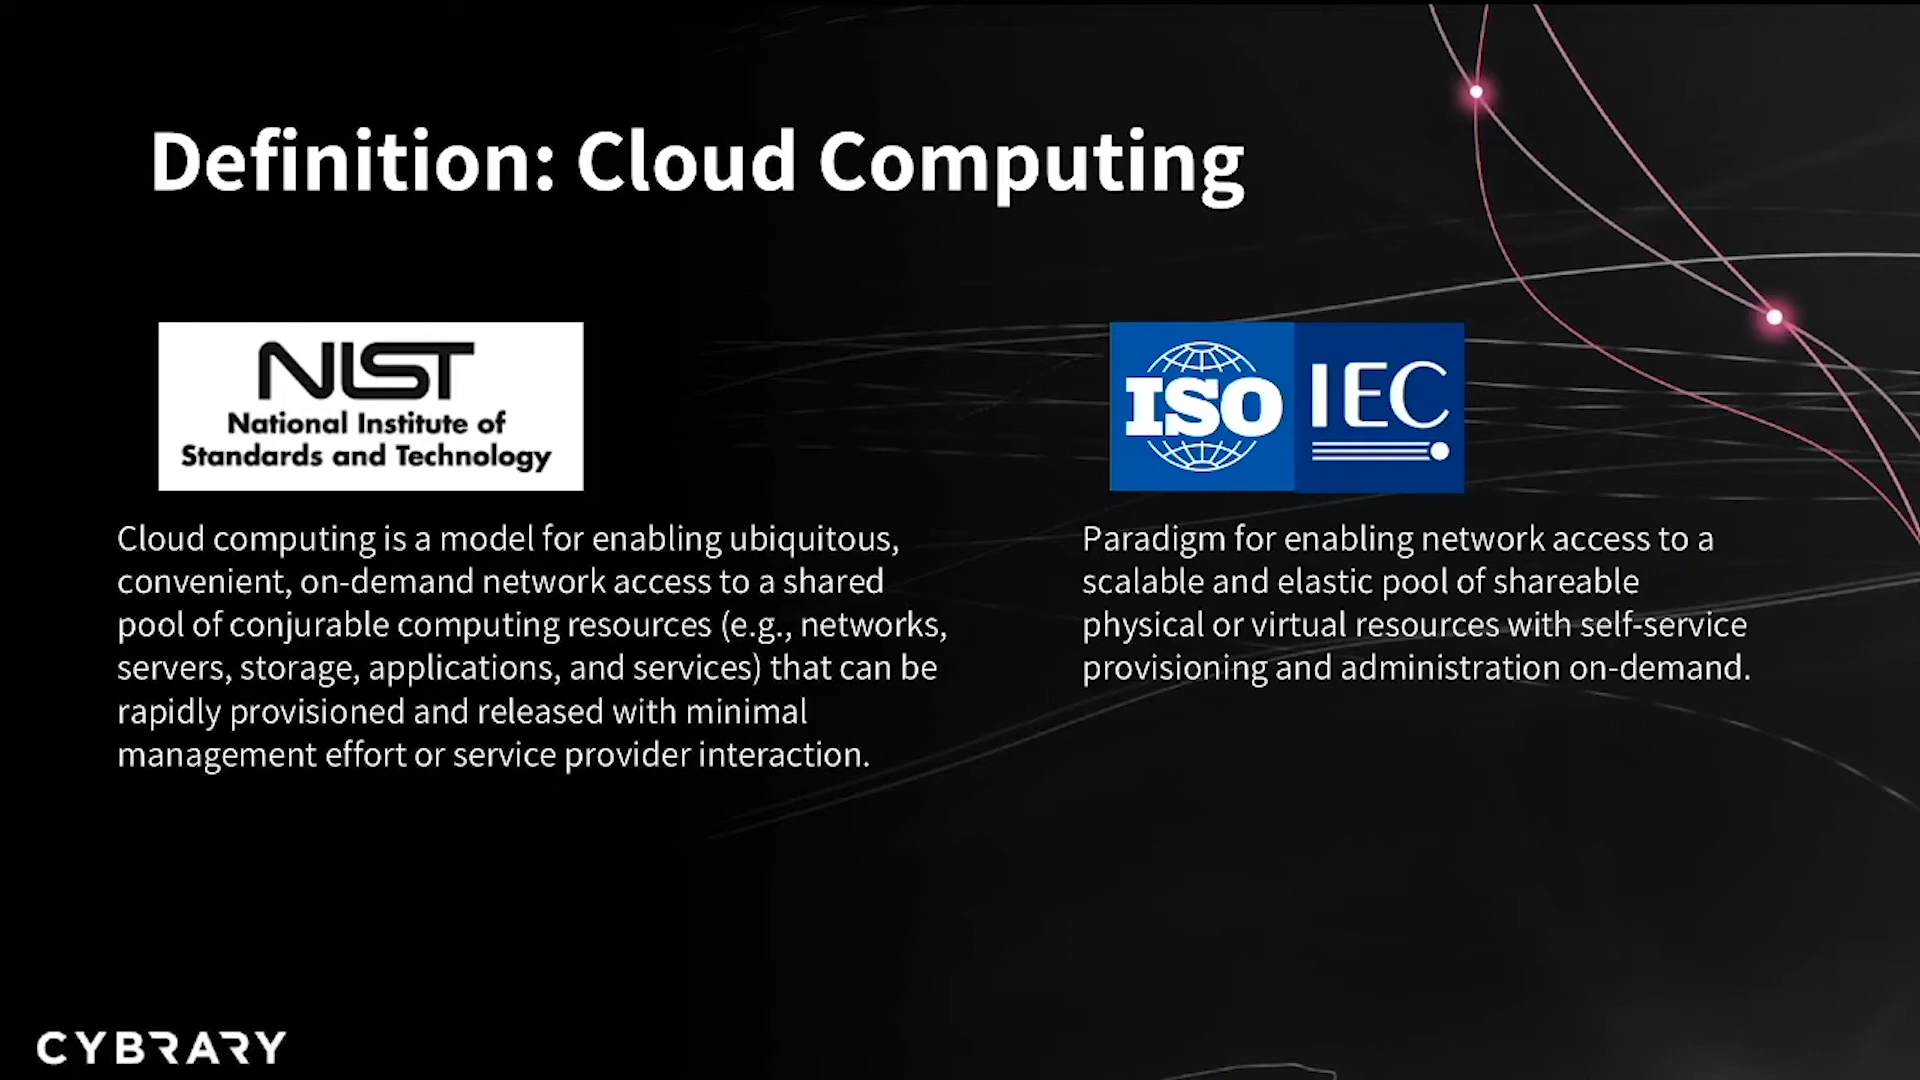 Definition: Cloud Computing
NIST
National Institute of
Standards and Technology
Cloud computing is a model for enabling ubiquitous,
convenient, on-demand network access to a shared
pool of conjurable computing resources (e.g., networks,
servers, storage, applications, and services) that can be
rapidly provisioned and released with minimal
management effort or service provider interaction.
ISO IEC
Paradigm for enabling network access to a
scalable and elastic pool of shareable
physical or virtual resources with self-service
provisioning and administration on-demand.
CYBRARY